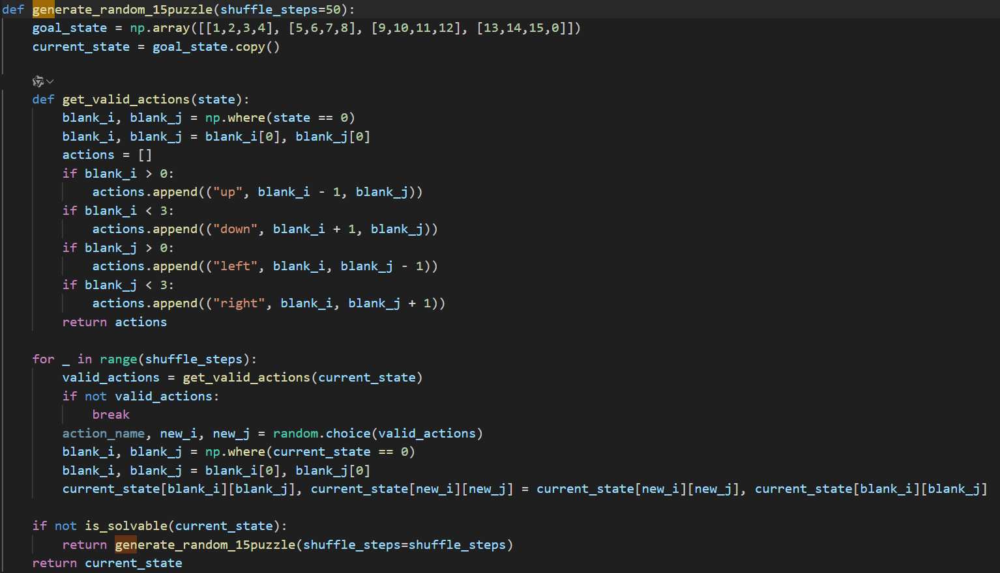 def generate_random_15puzzle(shuffle_steps=50):
    goal_state = np.array([[1,2,3,4], [5,6,7,8], [9,10,11,12], [13,14,15,0]])
    current_state = goal_state.copy()
    def get_valid_actions(state):
        blank_i, blank_j = np.where(state == 0)
        blank_i, blank_j = blank_i[0], blank_j[0]
        actions = []
        if blank_i > 0:
            actions.append(("up", blank_i - 1, blank_j))
        if blank_i < 3:
            actions.append(("down", blank_i + 1, blank_j))
        if blank_j > 0:
            actions.append(("left", blank_i, blank_j - 1))
        if blank_j < 3:
            actions.append(("right", blank_i, blank_j + 1))
        return actions
    for _ in range(shuffle_steps):
        valid_actions = get_valid_actions(current_state)
        if not valid_actions:
            break
        action_name, new_i, new_j = random.choice(valid_actions)
        blank_i, blank_j = np.where(current_state == 0)
        blank_i, blank_j = blank_i[0], blank_j[0]
        current_state[blank_i][blank_j], current_state[new_i][new_j] = current_state[new_i][new_j], current_state[blank_i][blank_j]
    if not is_solvable(current_state):
        return generate_random_15puzzle(shuffle_steps=shuffle_steps)
    return current_state